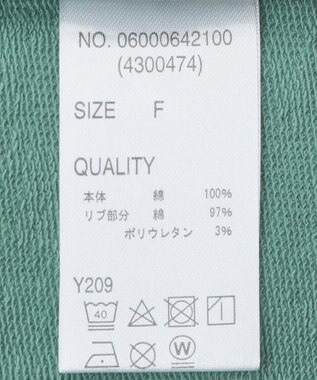 NO. 06000642100
(4300474)
SIZE F
QUALITY
本体 綿 100%
リブ部分 綿 97%
ポリウレタン 3%
Y209
40
W